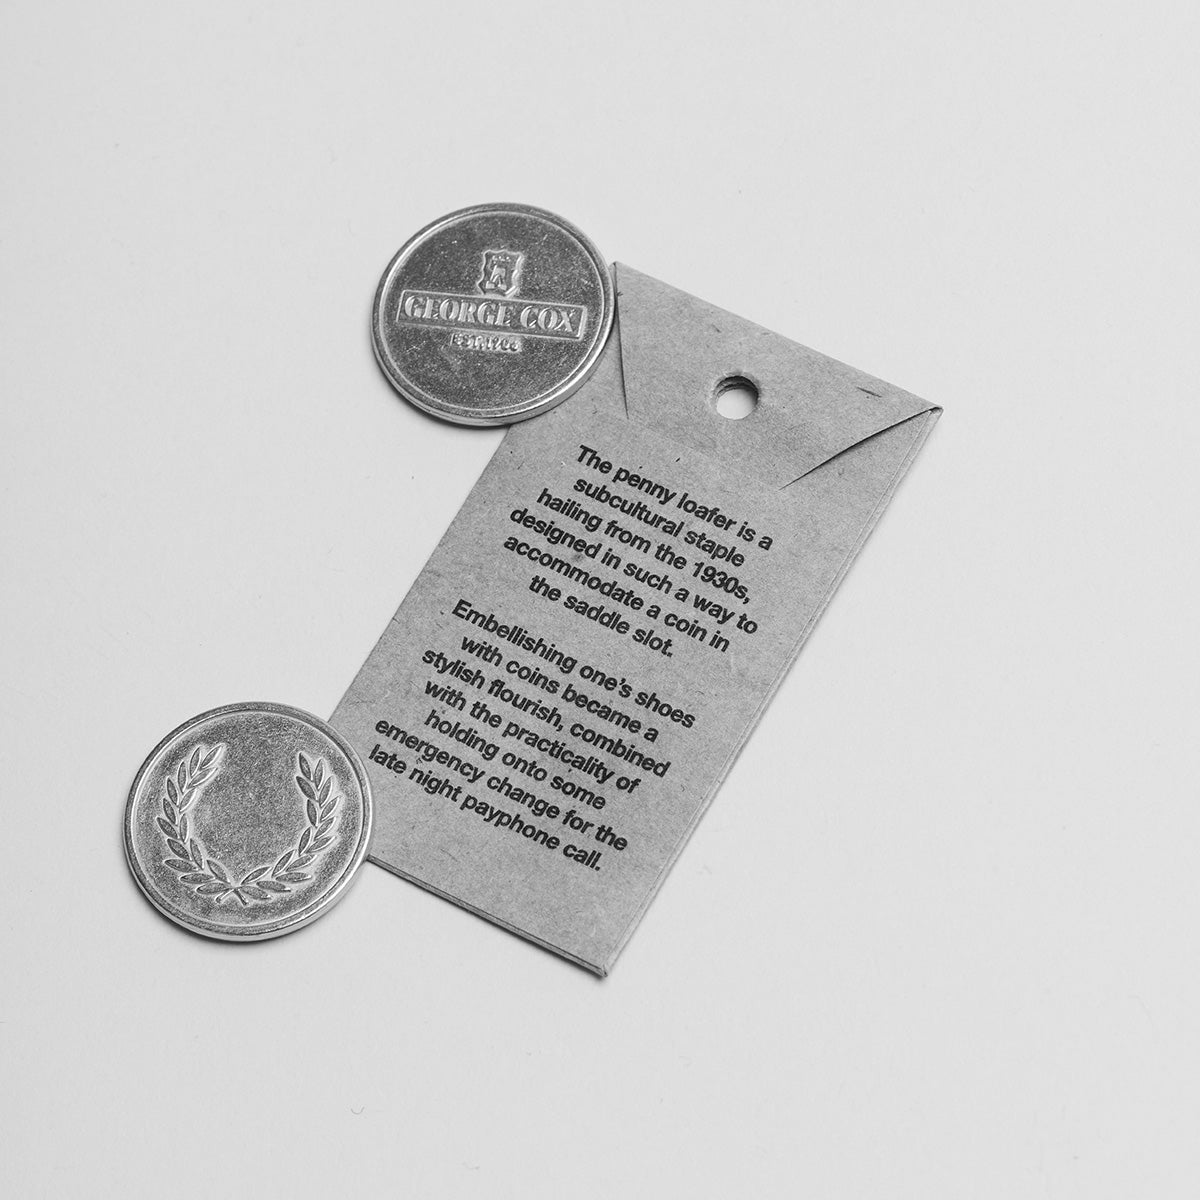 GEORGE COX
EST.1906
The penny loafer is a
subcultural staple
hailing from the 1930s,
designed in such a way to
accommodate a coin in
the saddle slot.
Embellishing one's shoes
with coins became a
stylish flourish, combined
with the practicality of
holding onto some
emergency change for the
late night payphone call.